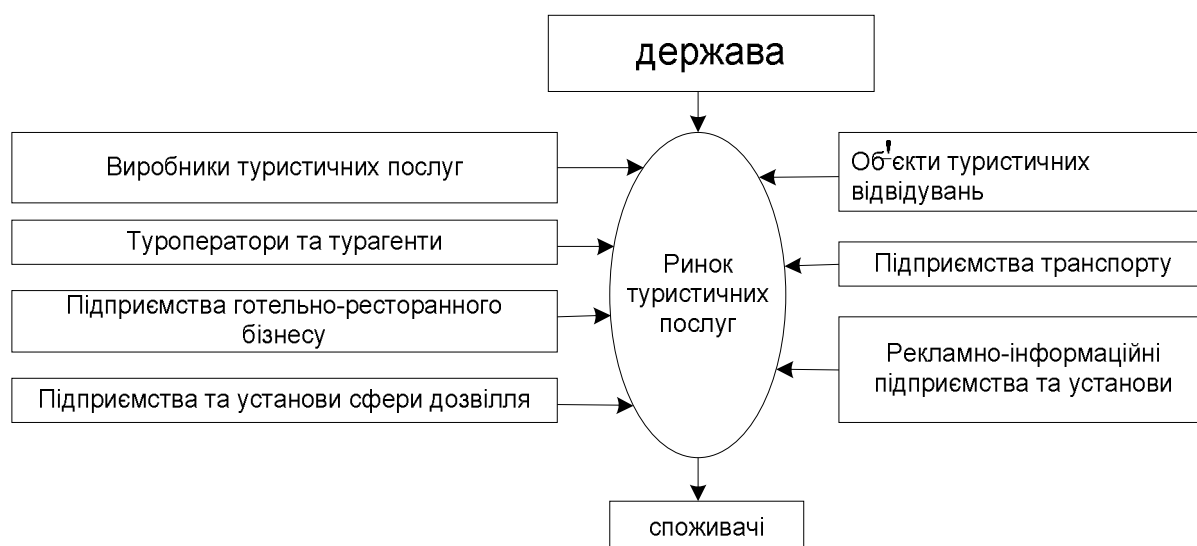 держава
Виробники туристичних послуг
Туроператори та турагенти
Підприємства готельно-ресторанного
бізнесу
Підприємства та установи сфери дозвілля
Ринок
туристичних
послуг
Об'єкти туристичних
відвідувань
Підприємства транспорту
Рекламно-інформаційні
підприємства та установи
споживачі